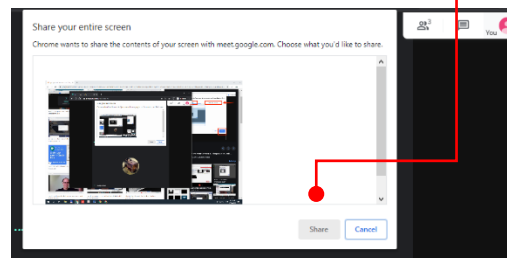 Share your entire screen
Chrome wants to share the contents of your screen with meet.google.com. Choose what you'd like to share.
Share
Cancel
3
You